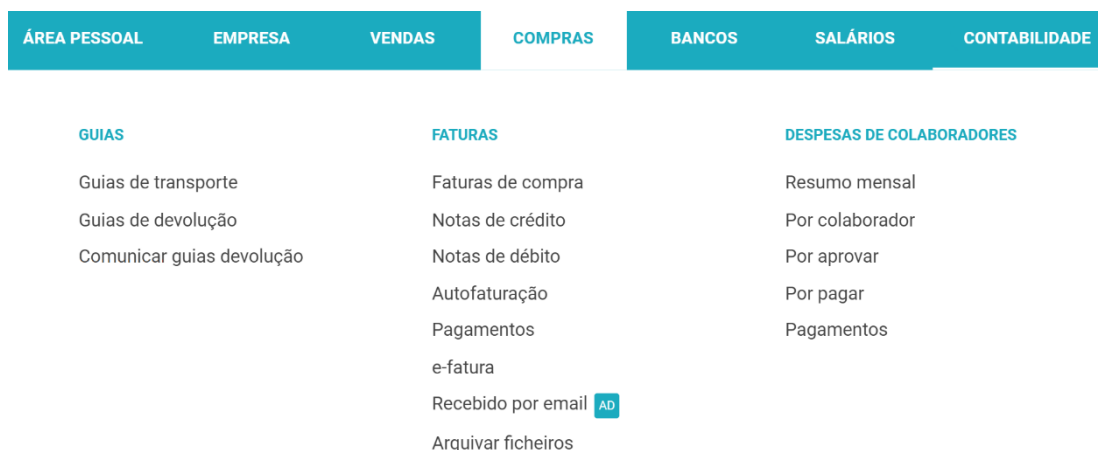 ÁREA PESSOAL EMPRESA VENDAS COMPRAS BANCOS SALÁRIOS CONTABILIDADE
GUIAS
Guias de transporte
Guias de devolução
Comunicar guias devolução
FATURAS
Faturas de compra
Notas de crédito
Notas de débito
Autofaturação
Pagamentos
e-fatura
Recebido por email AD
Arquivar ficheiros
DESPESAS DE COLABORADORES
Resumo mensal
Por colaborador
Por aprovar
Por pagar
Pagamentos